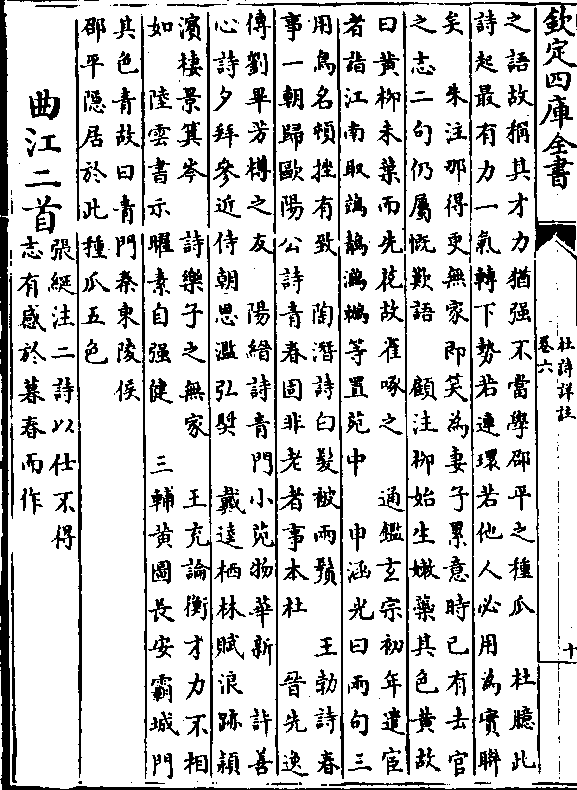 欽定四庫全書
杜詩詳註
卷六
十
之語故稱其才力猶强不當學邵平之種瓜　杜臆此
詩起最有力一氣轉下勢若連環若他人必用為實聯
矣　朱注那得更無家即笑為妻子累意時已有去官
之志二句仍屬慨歎語　顧注柳始生嫩蘂其色黄故
曰黄柳未葉而先花故雀啄之　通鑑玄宗初年遣宦
者詣江南取鵁鶄鸂鶒等置苑中　申涵光曰兩句三
用鳥名頓挫有致　陶潛詩白髮被兩鬢　王勃詩春
事一朝歸歐陽公詩青春固非老者事本杜　晉先逸
傳劉畢芳樽之友　陽縉詩青門小苑物華新　許善
心詩夕拜參近侍朝思濫弘奬　戴逵栖林賦浪跡潁
濱棲景箕岑　詩樂子之無家　王充論衡才力不相
如　陸雲書示曜素自强健　三輔黄圖長安霸城門
其色青故曰青門秦東陵侯
邵平隱居於此種瓜五色
曲江二首
張綖注二詩以仕不得
志有感於暮春而作